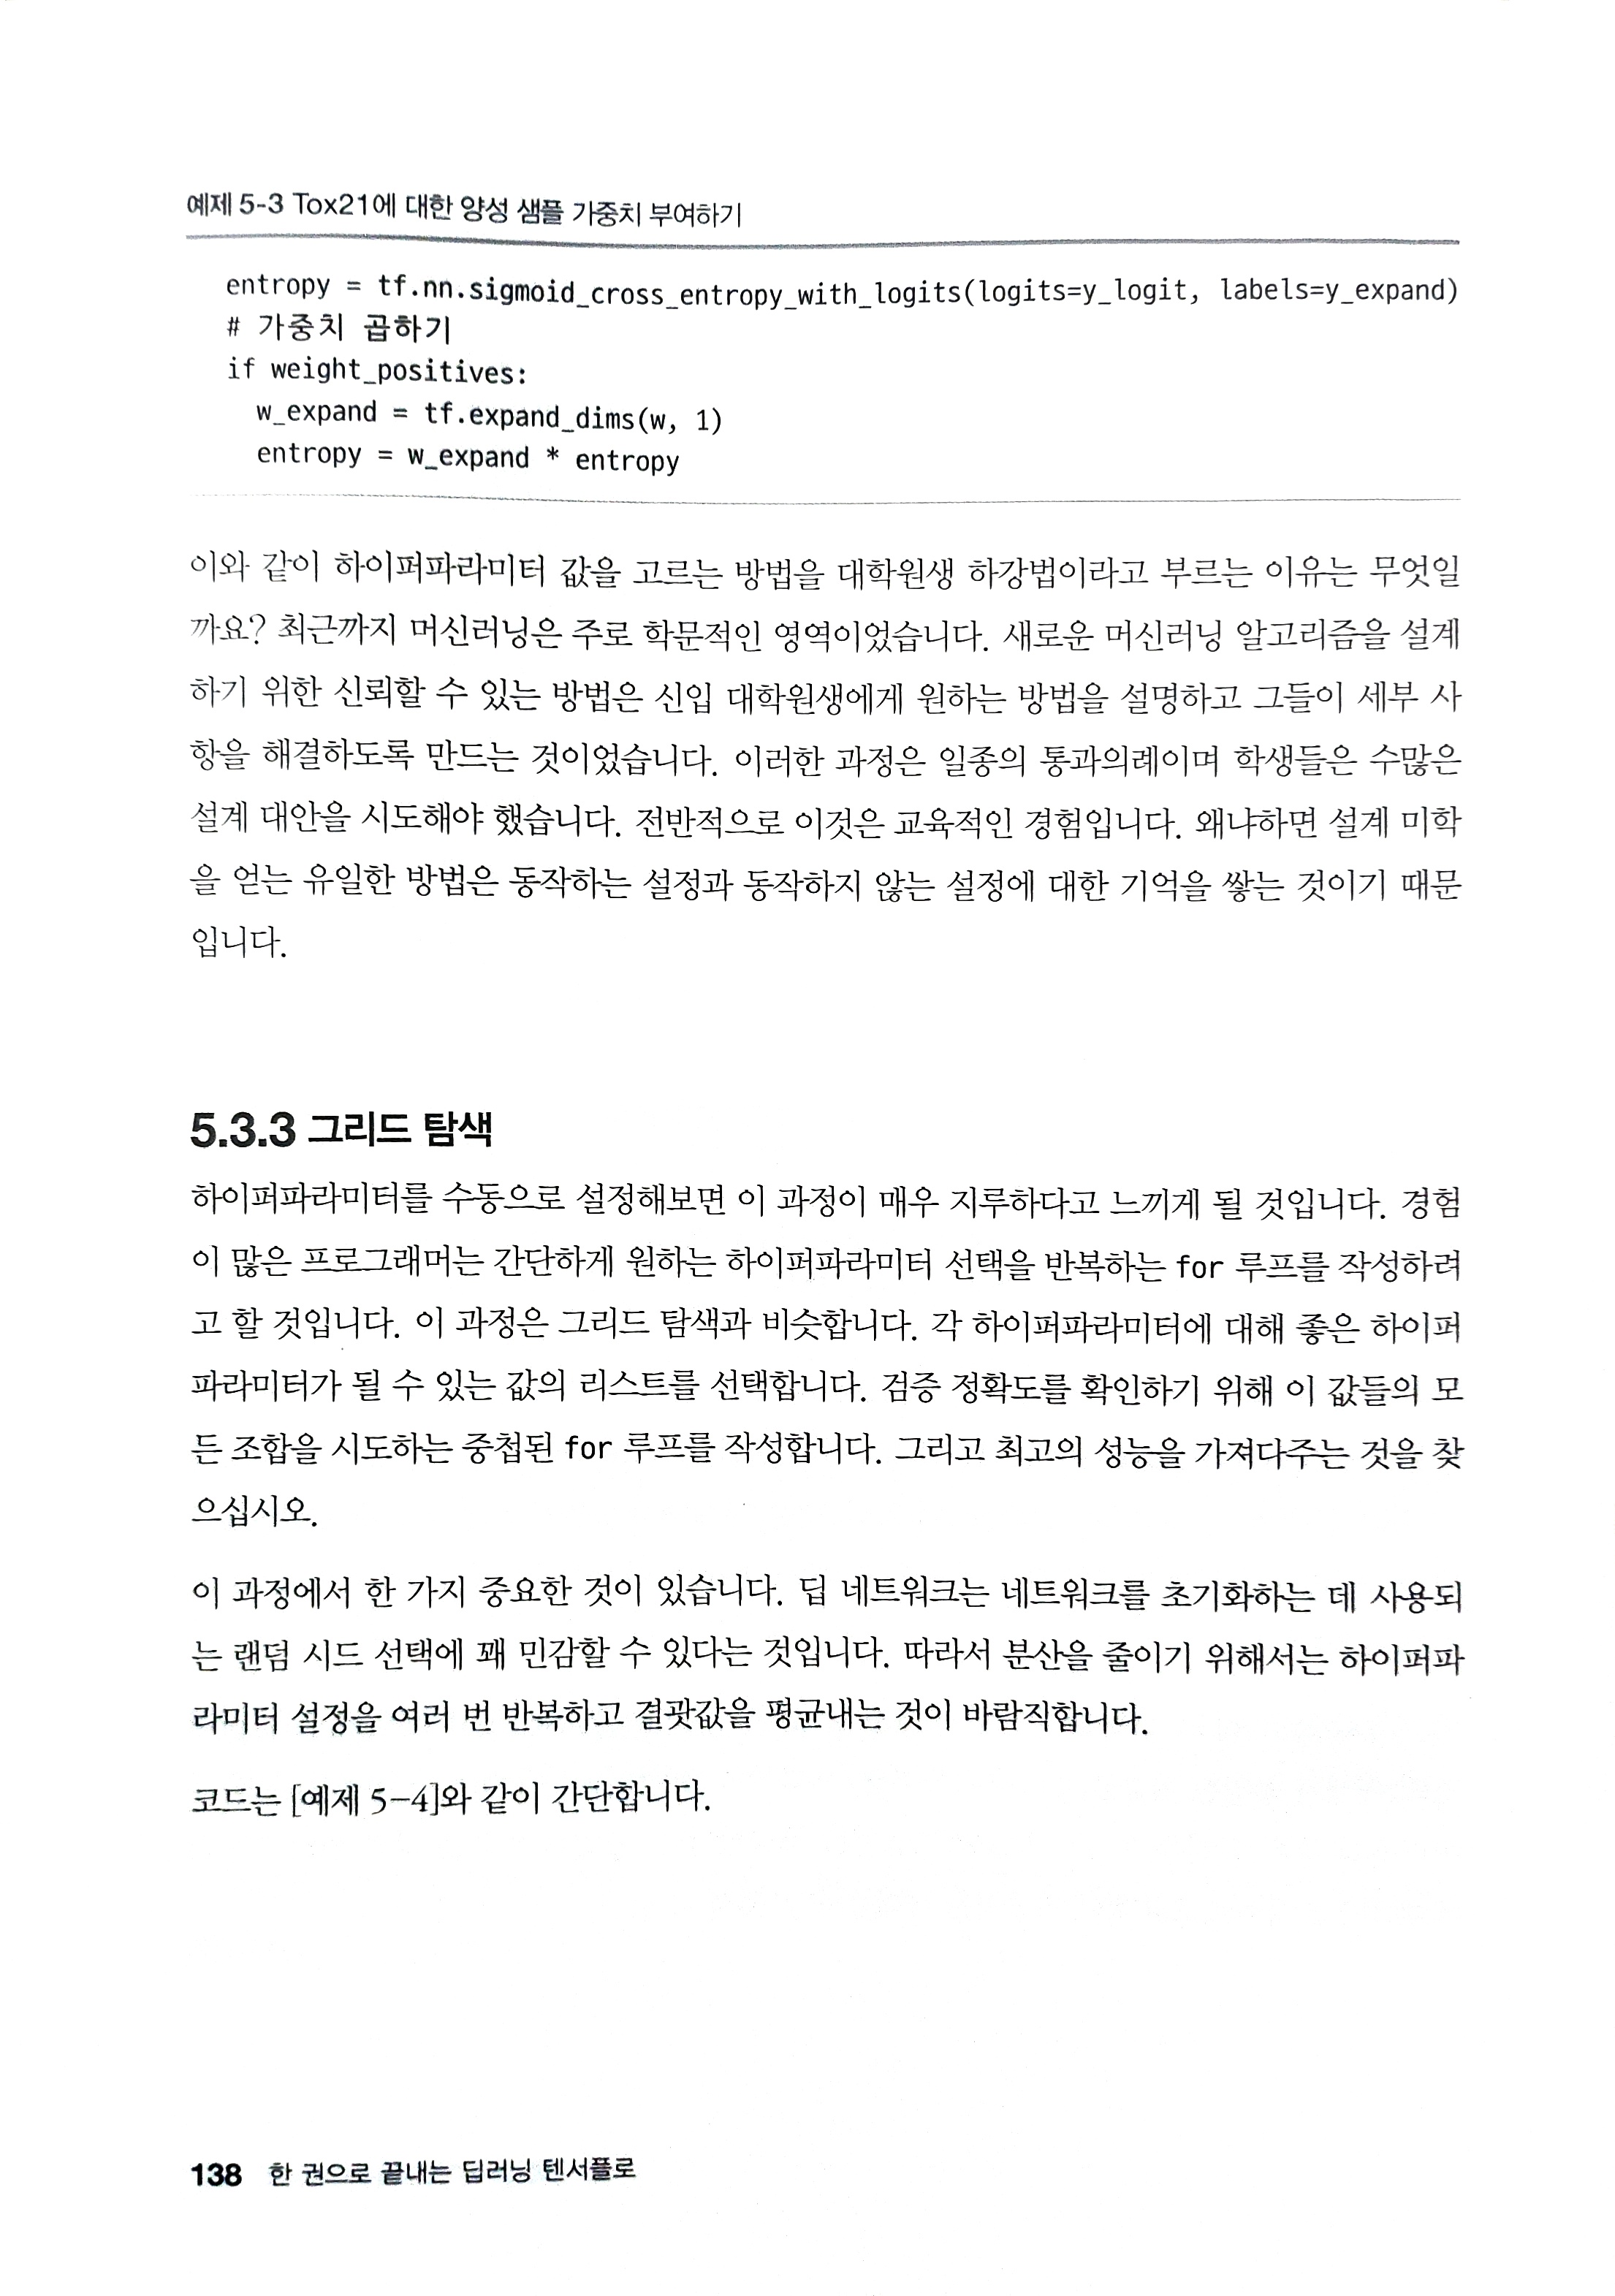 예제 5-3 Tox21에 대한 양성 샘플 가중치 부여하기
entropy = tf.nn.sigmoid_cross_entropy_with_logits(logits=y_logit, labels=y_expand)
# 가중치 곱하기
if weight_positives:
  w_expand = tf.expand_dims(w, 1)
  entropy = w_expand * entropy
이와 같이 하이퍼파라미터 값을 고르는 방법을 대학원생 하강법이라고 부르는 이유는 무엇일
까요? 최근까지 머신러닝은 주로 학문적인 영역이었습니다. 새로운 머신러닝 알고리즘을 설계
하기 위한 신뢰할 수 있는 방법은 신입 대학원생에게 원하는 방법을 설명하고 그들이 세부 사
항을 해결하도록 만드는 것이었습니다. 이러한 과정은 일종의 통과의례이며 학생들은 수많은
설계 대안을 시도해야 했습니다. 전반적으로 이것은 교육적인 경험입니다. 왜냐하면 설계 미학
을 얻는 유일한 방법은 동작하는 설정과 동작하지 않는 설정에 대한 기억을 쌓는 것이기 때문
입니다.
5.3.3 그리드 탐색
하이퍼파라미터를 수동으로 설정해보면 이 과정이 매우 지루하다고 느끼게 될 것입니다. 경험
이 많은 프로그래머는 간단하게 원하는 하이퍼파라미터 선택을 반복하는 for 루프를 작성하려
고 할 것입니다. 이 과정은 그리드 탐색과 비슷합니다. 각 하이퍼파라미터에 대해 좋은 하이퍼
파라미터가 될 수 있는 값의 리스트를 선택합니다. 검증 정확도를 확인하기 위해 이 값들의 모
든 조합을 시도하는 중첩된 for 루프를 작성합니다. 그리고 최고의 성능을 가져다주는 것을 찾
으십시오.
이 과정에서 한 가지 중요한 것이 있습니다. 딥 네트워크는 네트워크를 초기화하는 데 사용되
는 랜덤 시드 선택에 꽤 민감할 수 있다는 것입니다. 따라서 분산을 줄이기 위해서는 하이퍼파
라미터 설정을 여러 번 반복하고 결괏값을 평균내는 것이 바람직합니다.
코드는 [예제 5-4]와 같이 간단합니다.
138 한 권으로 끝내는 딥러닝 텐서플로